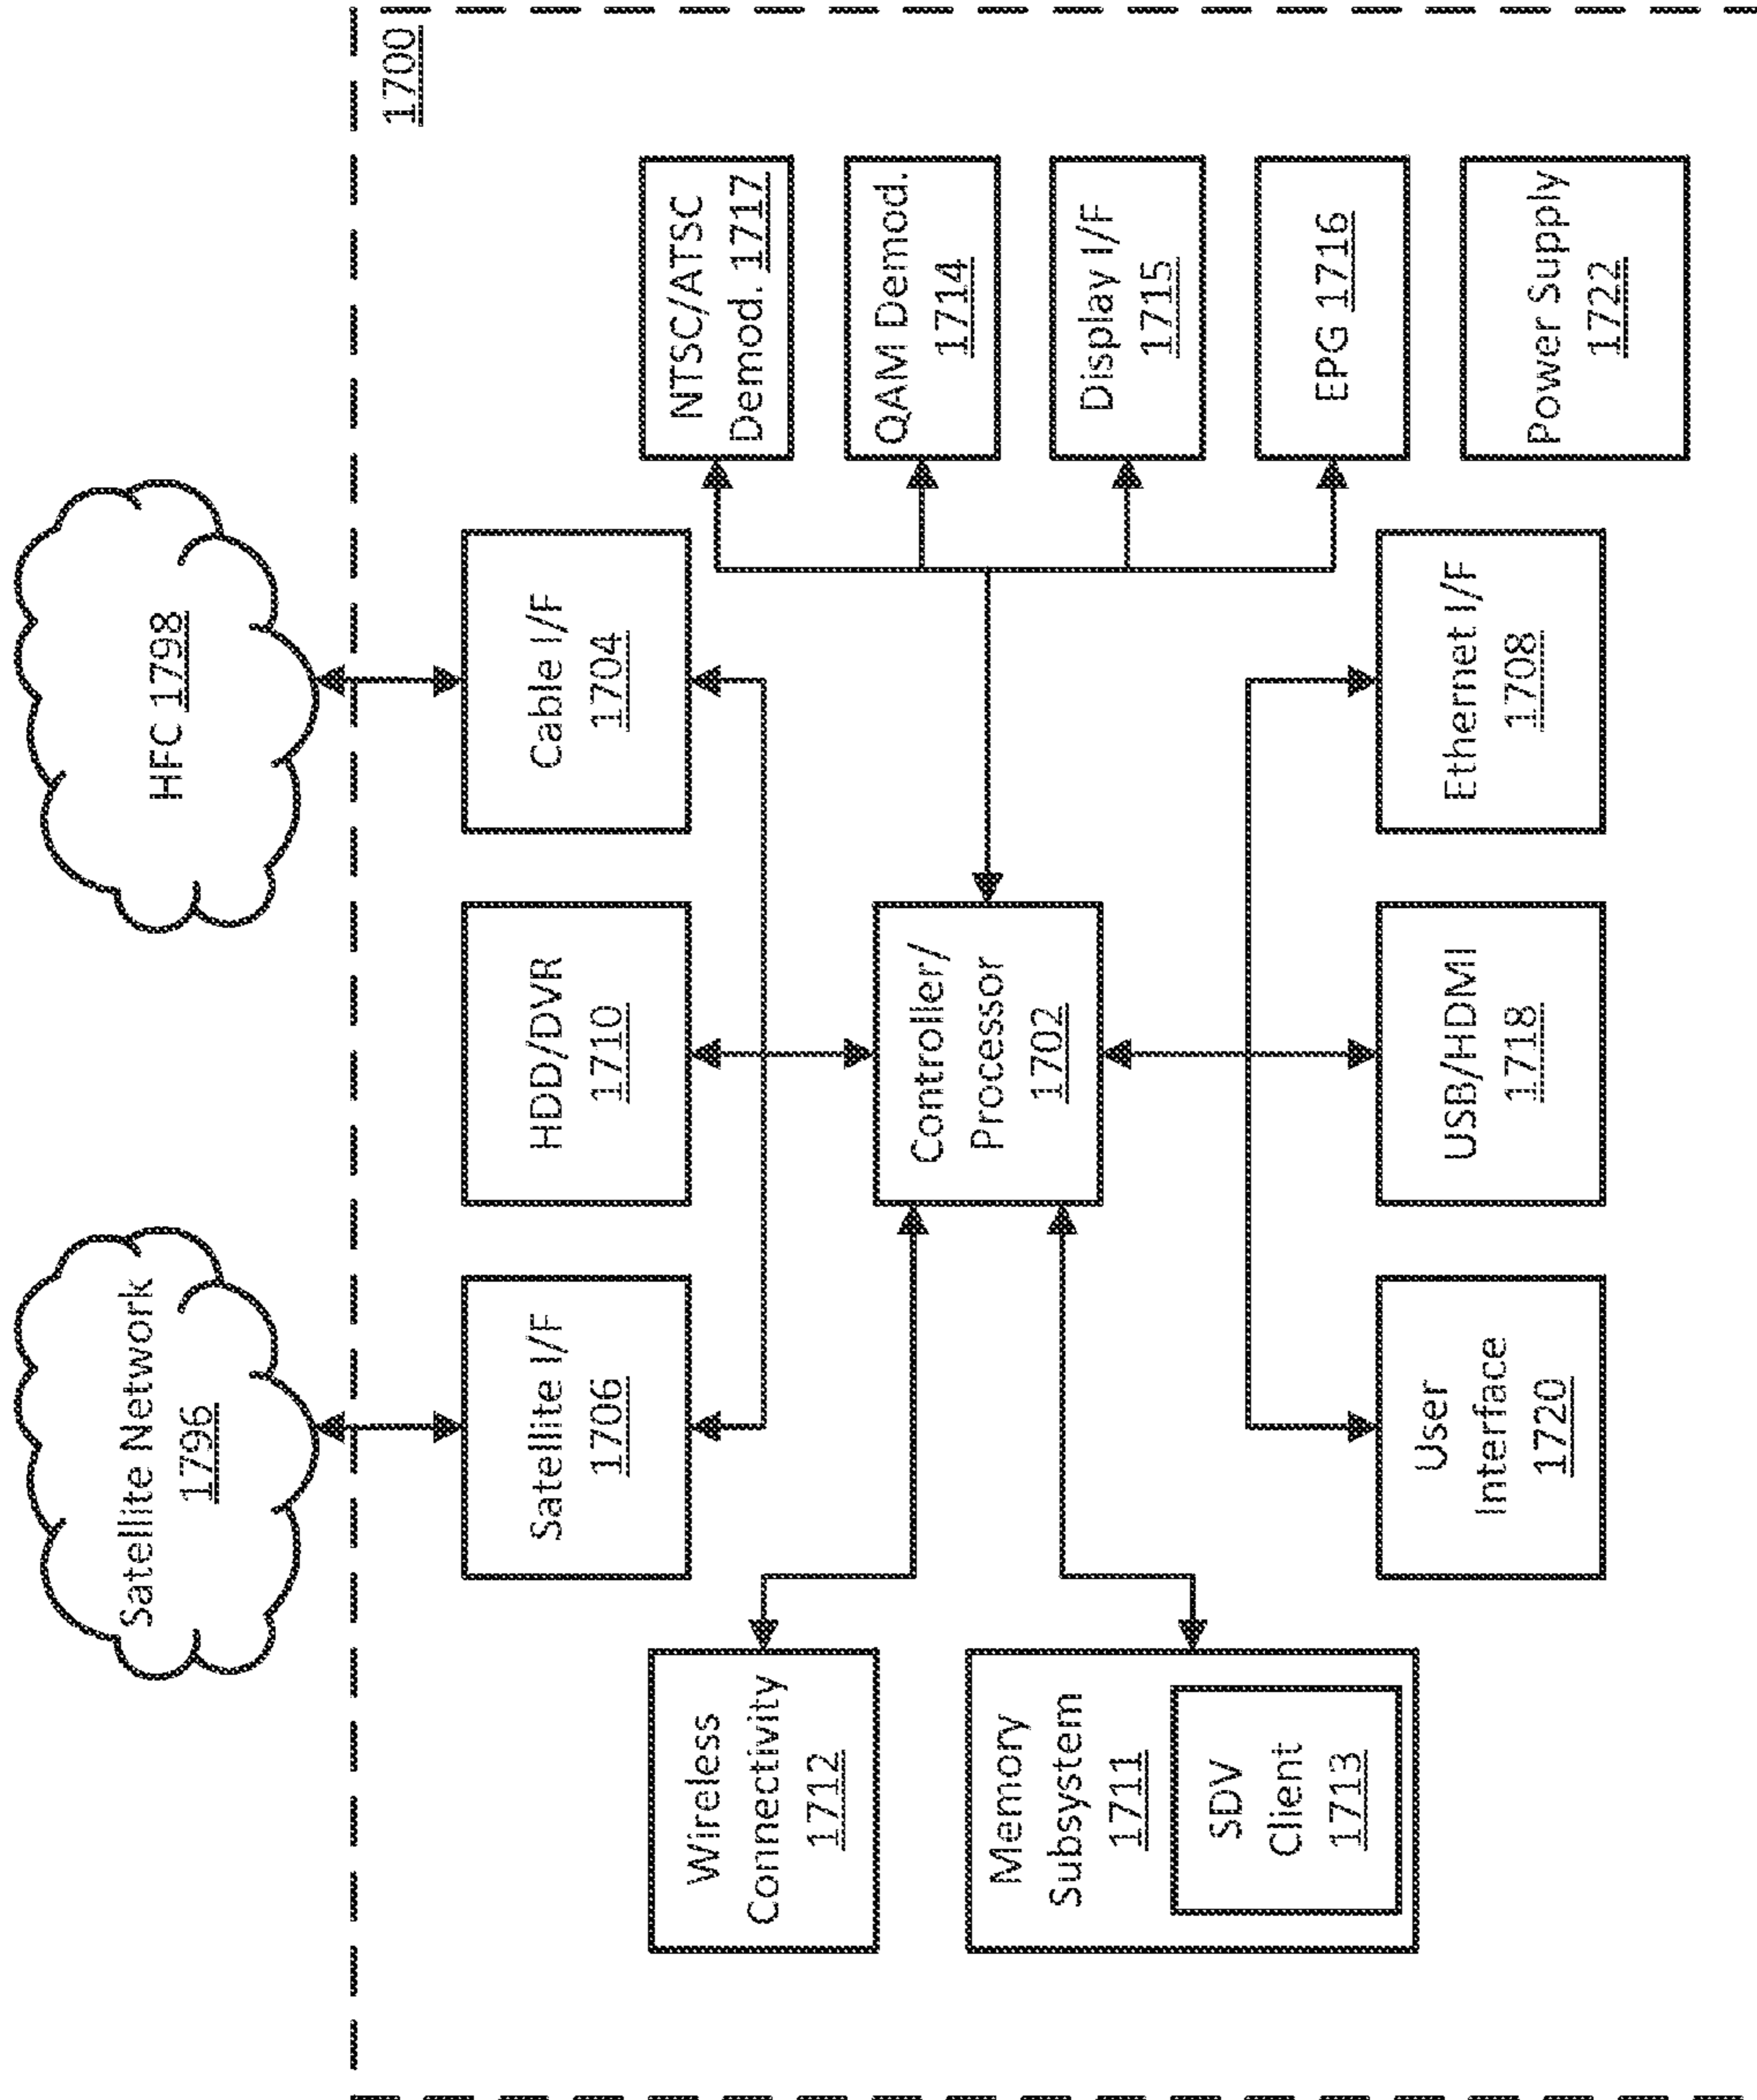 Satellite Network
1796
HFC 1798
1700
Satellite I/F
1706
HDD/DVR
1710
Cable I/F
1704
Wireless
Connectivity
1712
Memory
Subsystem
1711
SDV
Client
1713
Controller/
Processor
1702
NTSC/ATSC
Demod. 1717
QAM Demod.
1714
Display I/F
1715
EPG 1716
User
Interface
1720
USB/HDMI
1718
Ethernet I/F
1708
Power Supply
1722